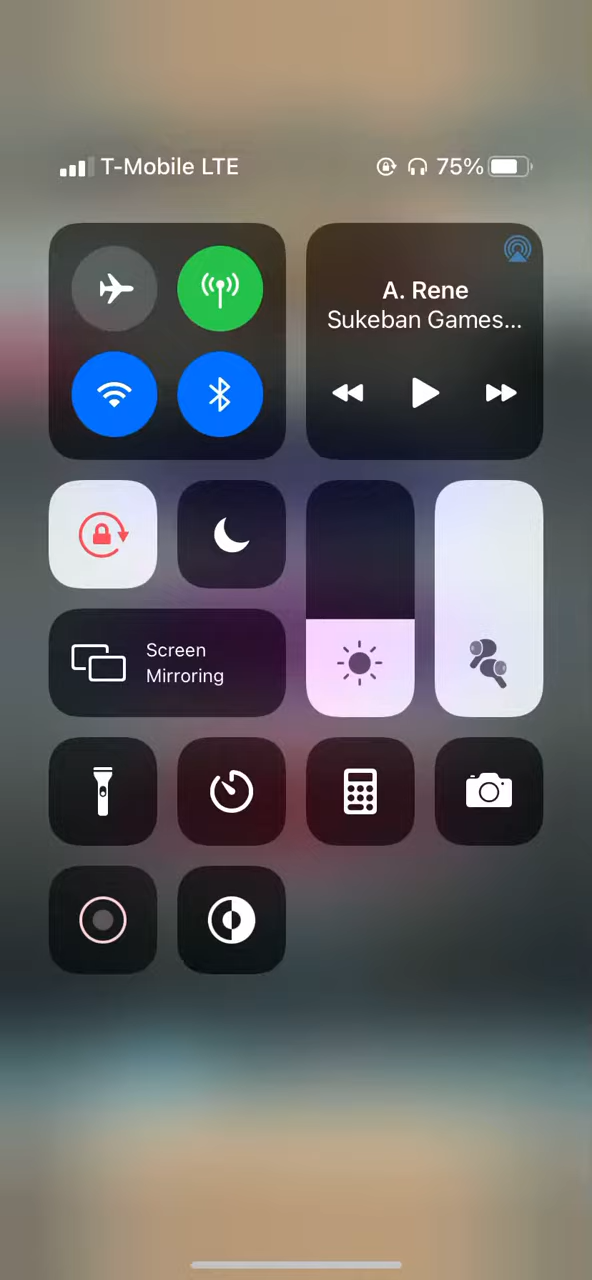 T-Mobile LTE 75%
A. Rene
Sukeban Games...
Screen
Mirroring